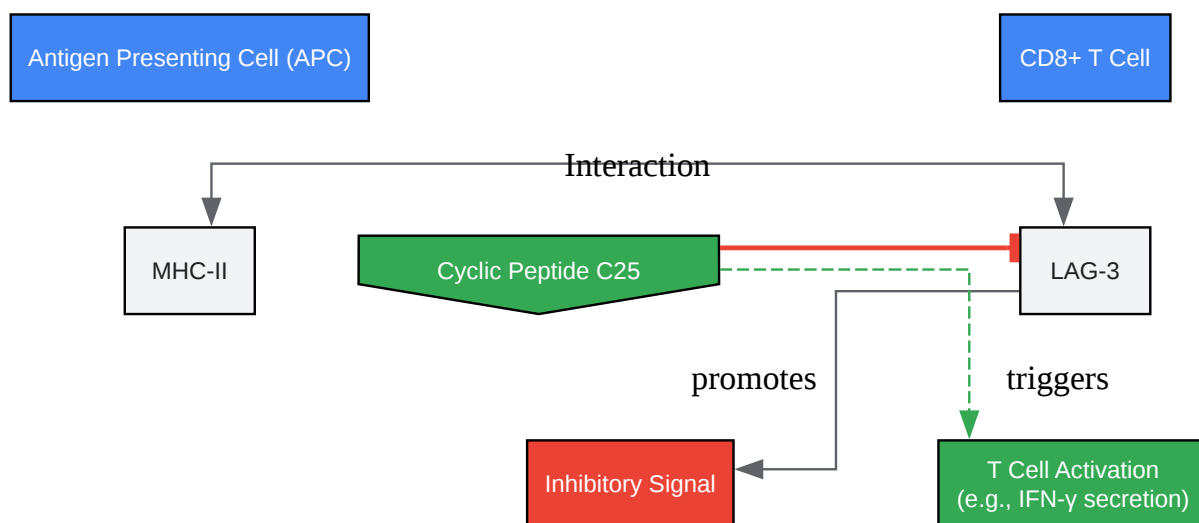 Antigen Presenting Cell (APC)
CD8+ T Cell
Interaction
MHC-II
Cyclic Peptide C25
LAG-3
promotes
triggers
Inhibitory Signal
T Cell Activation
(e.g., IFN-γ secretion)